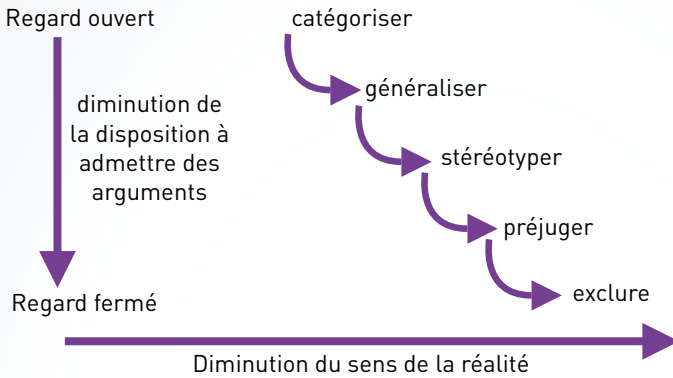 Regard ouvert
catégoriser
généraliser
diminution de
la disposition à
admettre des
arguments
stéréotyper
préjuger
exclure
Regard fermé
Diminution du sens de la réalité